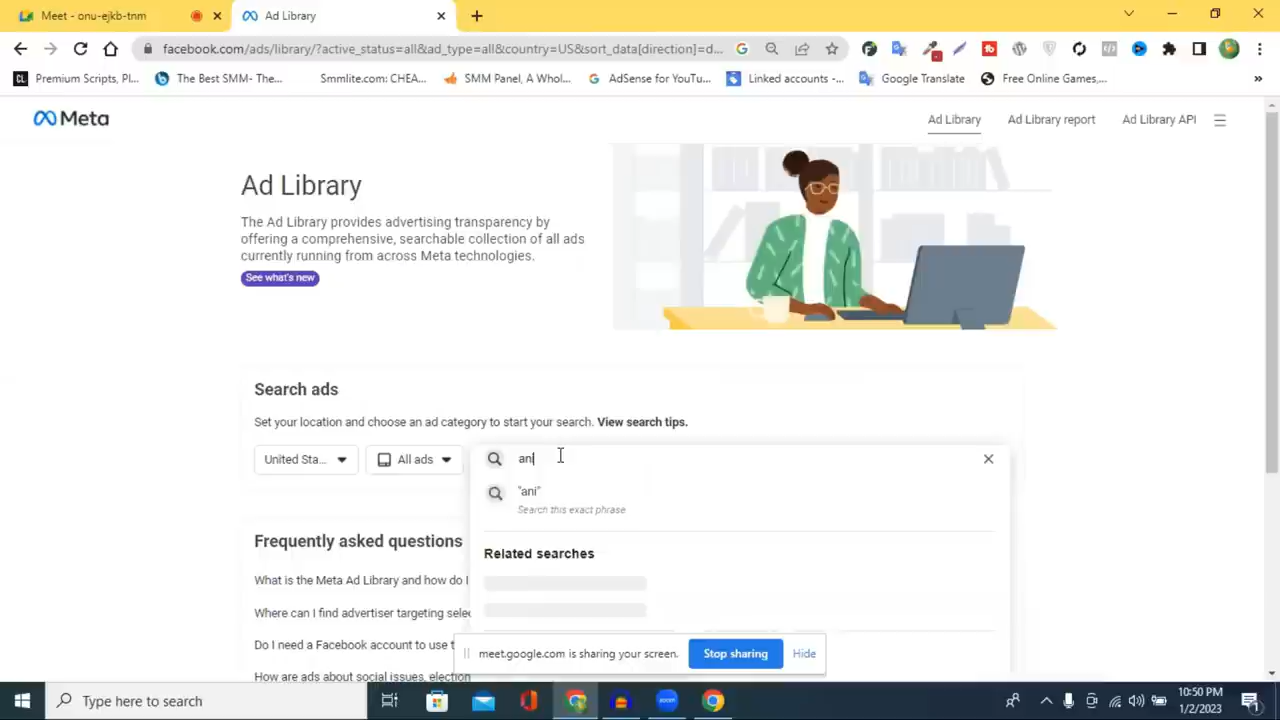 Meet - onu-ejkb-tnm
Ad Library
facebook.com/ads/library/?active_status=all&ad_type=all&country=US&sort_data[direction]=d...
Premium Scripts, Pl...
The Best SMM- The...
Smmlite.com: CHEA...
SMM Panel, A Whol...
AdSense for YouTu...
Linked accounts -...
Google Translate
Free Online Games,...
»
Meta
Ad Library
Ad Library report
Ad Library API
Ad Library
The Ad Library provides advertising transparency by
offering a comprehensive, searchable collection of all ads
currently running from across Meta technologies.
See what's new
Search ads
Set your location and choose an ad category to start your search. View search tips.
United Sta...
All ads
ani
"ani"
Search this exact phrase
Related searches
Frequently asked questions
What is the Meta Ad Library and how do I
Where can I find advertiser targeting selec
Do I need a Facebook account to use t
How are ads about social issues, election
meet.google.com is sharing your screen.
Stop sharing
Hide
Type here to search
10:50 PM
1/2/2023